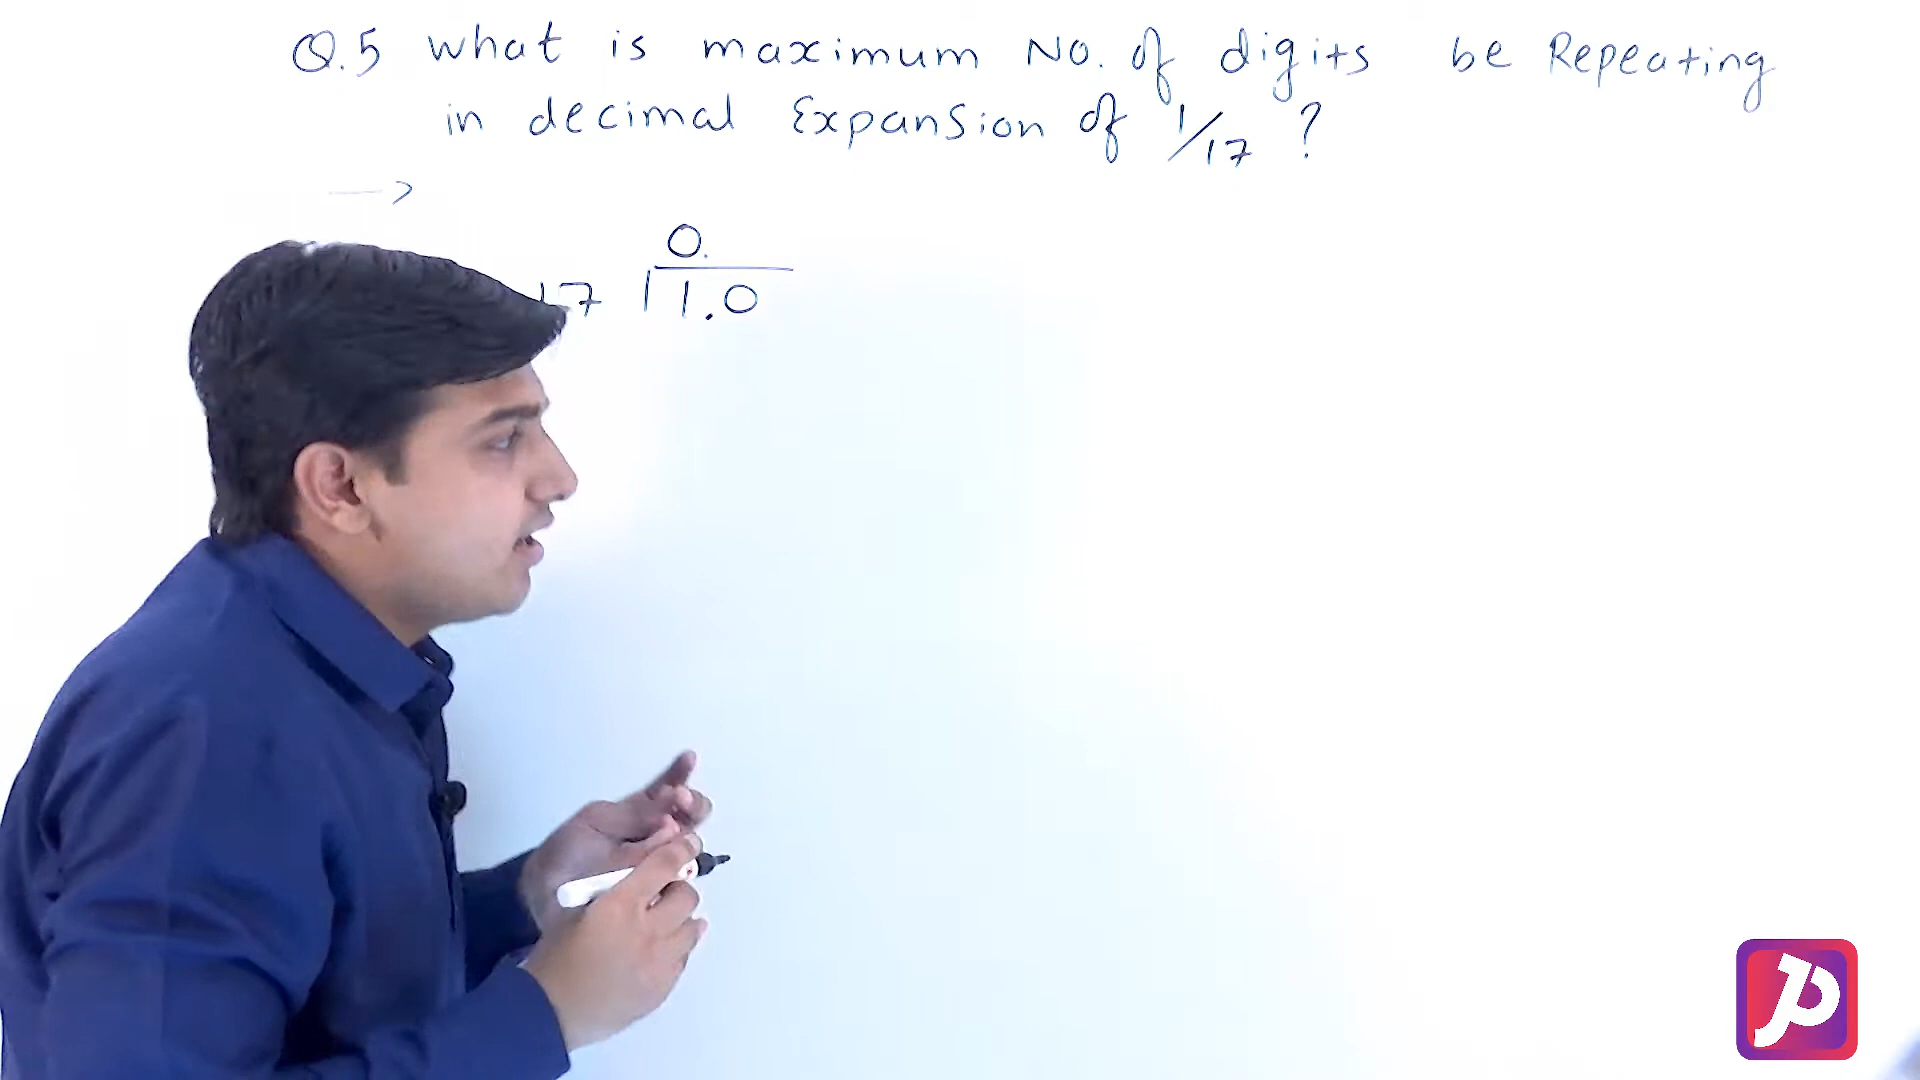 Q.5 What is maximum No. of digits be Repeating
in decimal Expansion of 1/17 ?
→
0.
17 1.0